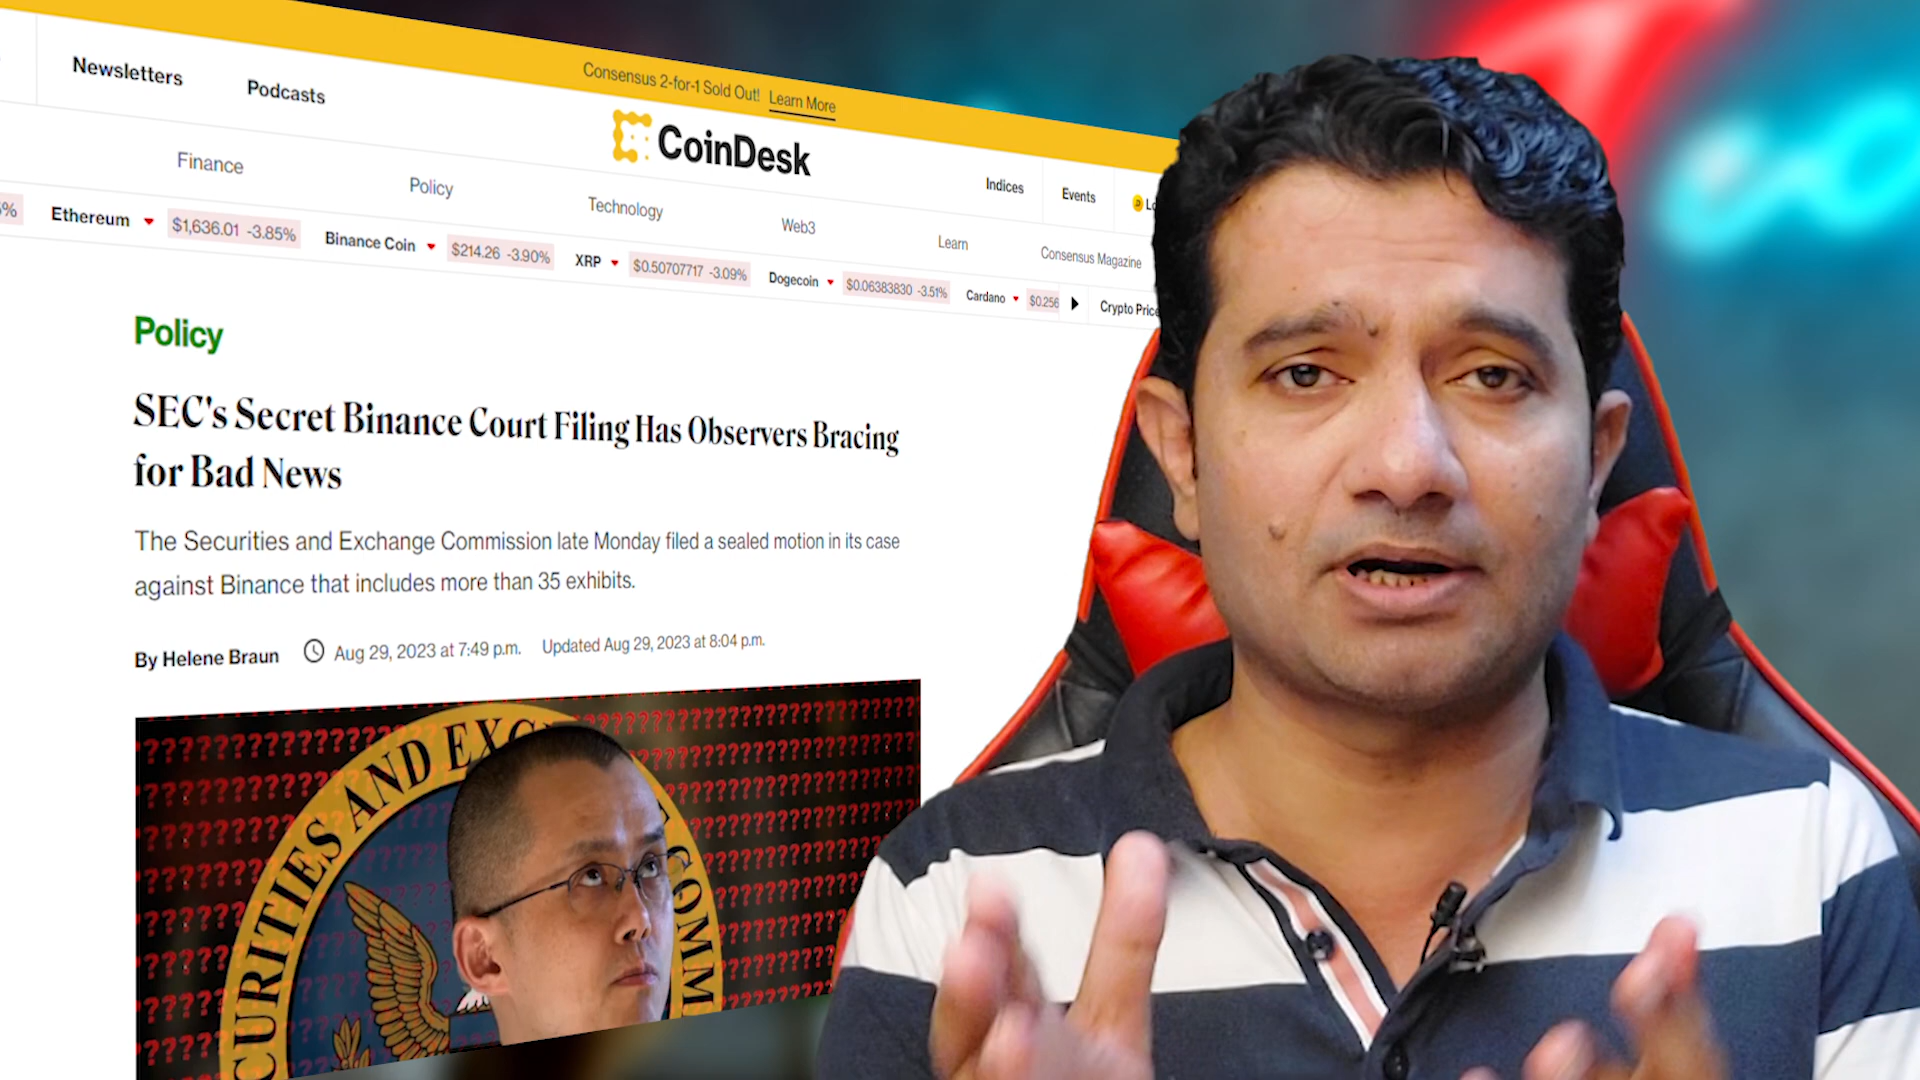 Consensus 2-for-1 Sold Out! Learn More
Newsletters
Podcasts
CoinDesk
Indices
Events
Finance
Policy
Technology
Web3
Learn
Consensus Magazine
Ethereum $1,636.01 -3.85%
Binance Coin $214.26 -3.90%
XRP $0.50707717 -3.09%
Dogecoin $0.06383830 -3.51%
Cardano $0.256
Crypto Price
Policy
SEC's Secret Binance Court Filing Has Observers Bracing
for Bad News
The Securities and Exchange Commission late Monday filed a sealed motion in its case
against Binance that includes more than 35 exhibits.
By Helene Braun Aug 29, 2023 at 7:49 p.m. Updated Aug 29, 2023 at 8:04 p.m.
SECURITIES AND EXC
COMM